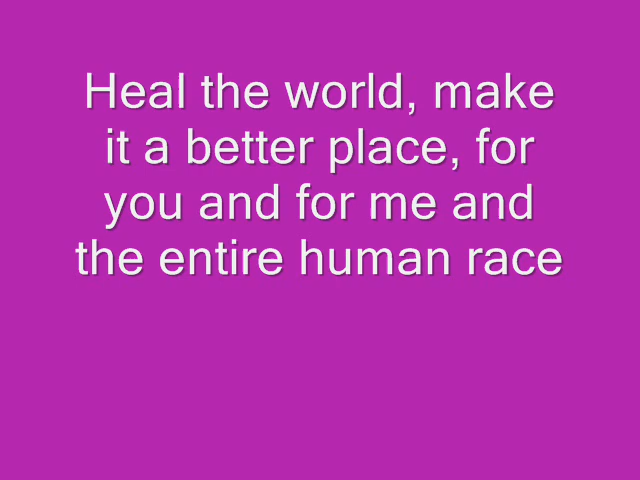 Heal the world, make
it a better place, for
you and for me and
the entire human race